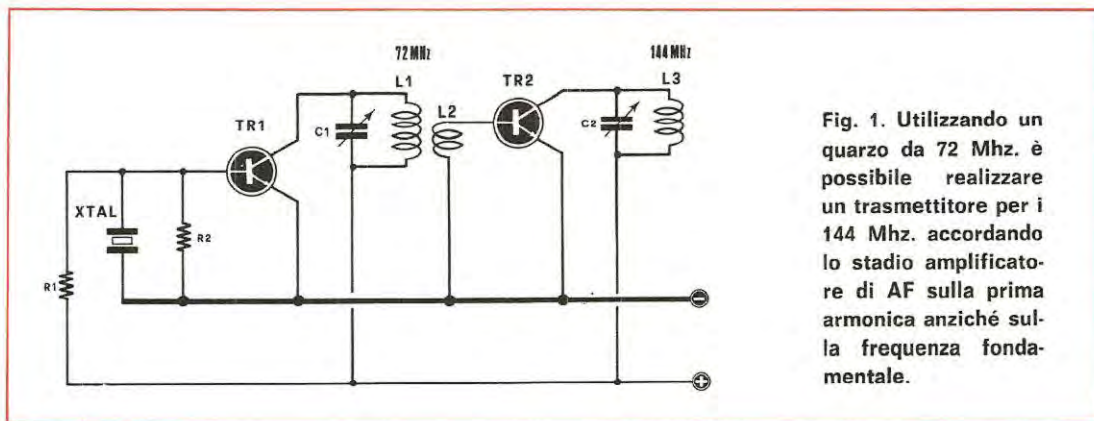 72 MHz
L1
TR1
C1
L2
TR2
144 MHz
L3
C2
XTAL
R2
R1
Fig. 1. Utilizzando un
quarzo da 72 Mhz. è
possibile realizzare
un trasmettitore per i
144 Mhz. accordando
lo stadio amplificato-
re di AF sulla prima
armonica anziché sul-
la frequenza fonda-
mentale.